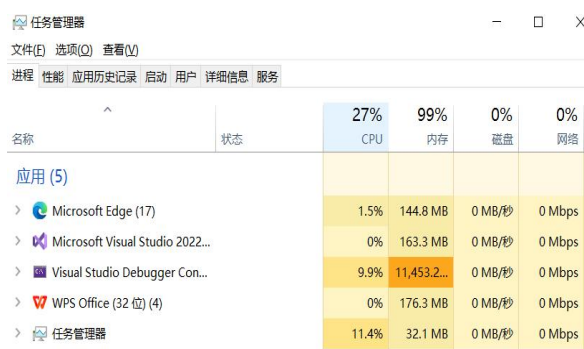 任务管理器
文件(F) 选项(O) 查看(V)
进程 性能 应用历史记录 启动 用户 详细信息 服务
27% 99% 0% 0%
名称 状态 CPU 内存 磁盘 网络
应用 (5)
Microsoft Edge (17) 1.5% 144.8 MB 0 MB/秒 0 Mbps
Microsoft Visual Studio 2022... 0% 163.3 MB 0 MB/秒 0 Mbps
Visual Studio Debugger Con... 9.9% 11,453.2... 0 MB/秒 0 Mbps
WPS Office (32 位) (4) 0% 176.3 MB 0 MB/秒 0 Mbps
任务管理器 11.4% 32.1 MB 0 MB/秒 0 Mbps